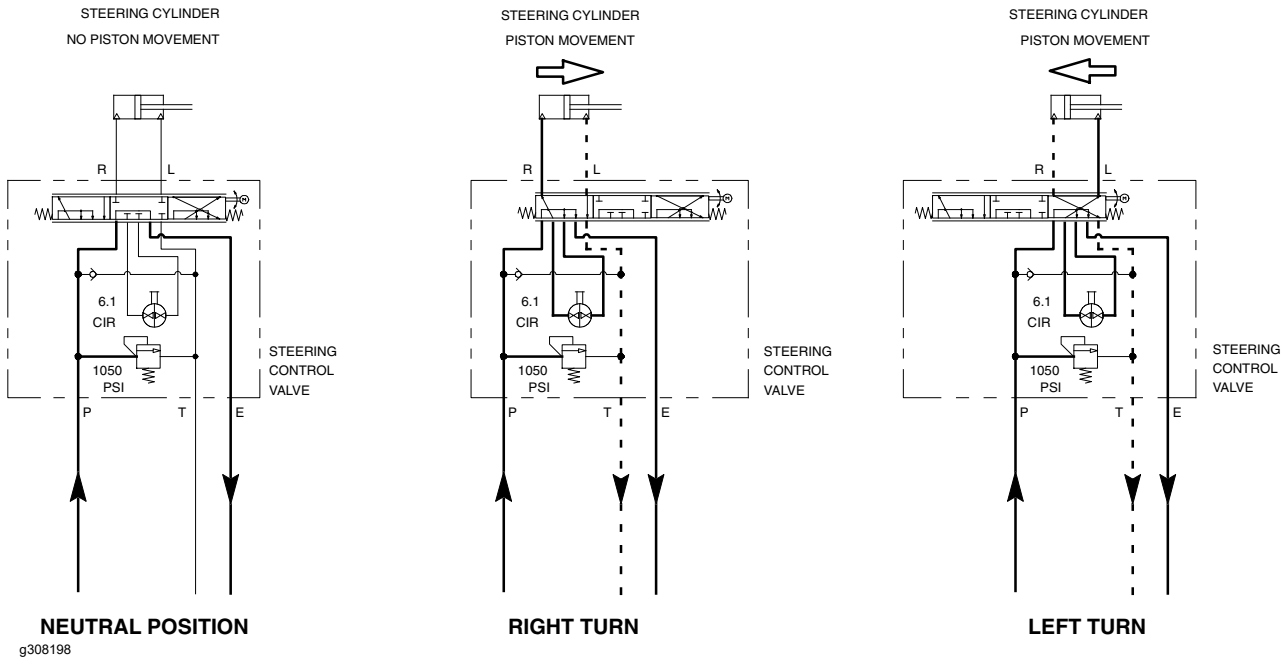 STEERING CYLINDER
NO PISTON MOVEMENT
R L
6.1
CIR
1050
PSI
STEERING
CONTROL
VALVE
P T E
NEUTRAL POSITION
STEERING CYLINDER
PISTON MOVEMENT
R L
6.1
CIR
1050
PSI
STEERING
CONTROL
VALVE
P T E
RIGHT TURN
STEERING CYLINDER
PISTON MOVEMENT
R L
6.1
CIR
1050
PSI
STEERING
CONTROL
VALVE
P T E
LEFT TURN
g308198